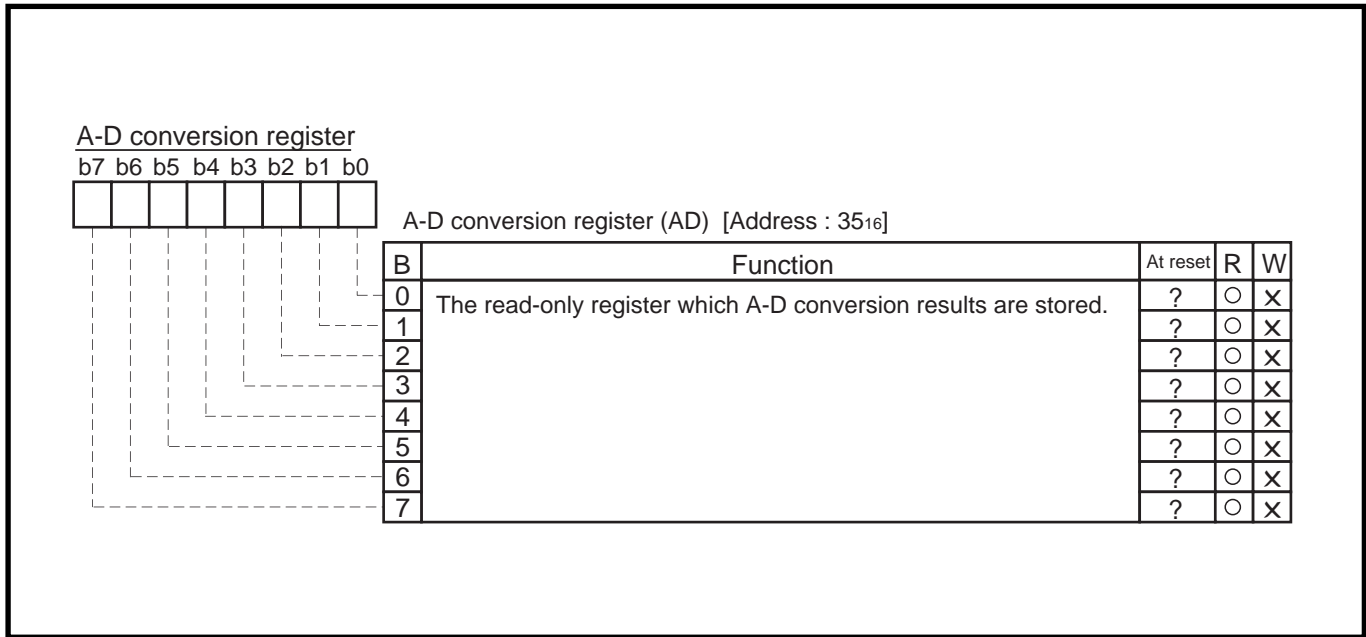 A-D conversion register
b7 b6 b5 b4 b3 b2 b1 b0
A-D conversion register (AD) [Address : 35₁₆]
B Function At reset R W
0 The read-only register which A-D conversion results are stored. ? ○ ×
1 ? ○ ×
2 ? ○ ×
3 ? ○ ×
4 ? ○ ×
5 ? ○ ×
6 ? ○ ×
7 ? ○ ×